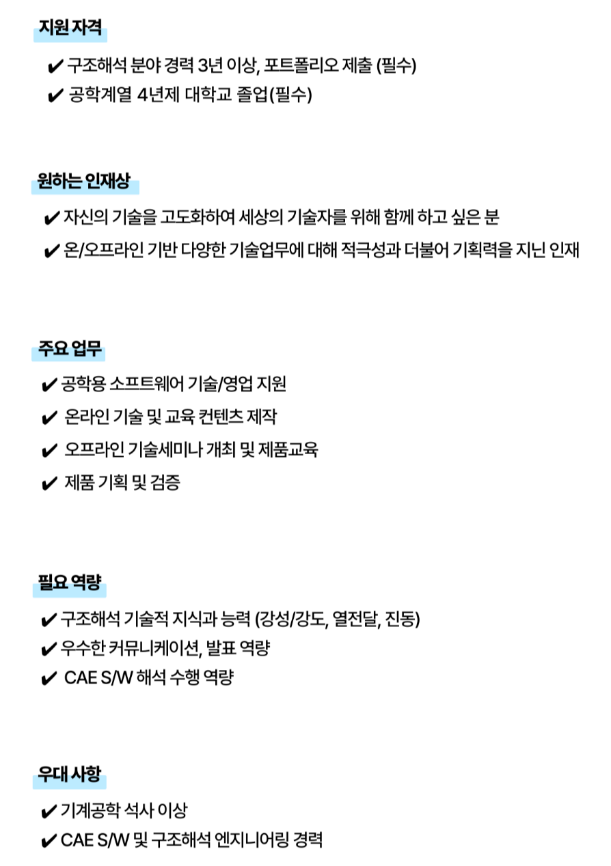 지원 자격
✔ 구조해석 분야 경력 3년 이상, 포트폴리오 제출 (필수)
✔ 공학계열 4년제 대학교 졸업(필수)
원하는 인재상
✔ 자신의 기술을 고도화하여 세상의 기술자를 위해 함께 하고 싶은 분
✔ 온/오프라인 기반 다양한 기술업무에 대해 적극성과 더불어 기획력을 지닌 인재
주요 업무
✔ 공학용 소프트웨어 기술/영업 지원
✔ 온라인 기술 및 교육 컨텐츠 제작
✔ 오프라인 기술세미나 개최 및 제품교육
✔ 제품 기획 및 검증
필요 역량
✔ 구조해석 기술적 지식과 능력 (강성/강도, 열전달, 진동)
✔ 우수한 커뮤니케이션, 발표 역량
✔ CAE S/W 해석 수행 역량
우대 사항
✔ 기계공학 석사 이상
✔ CAE S/W 및 구조해석 엔지니어링 경력